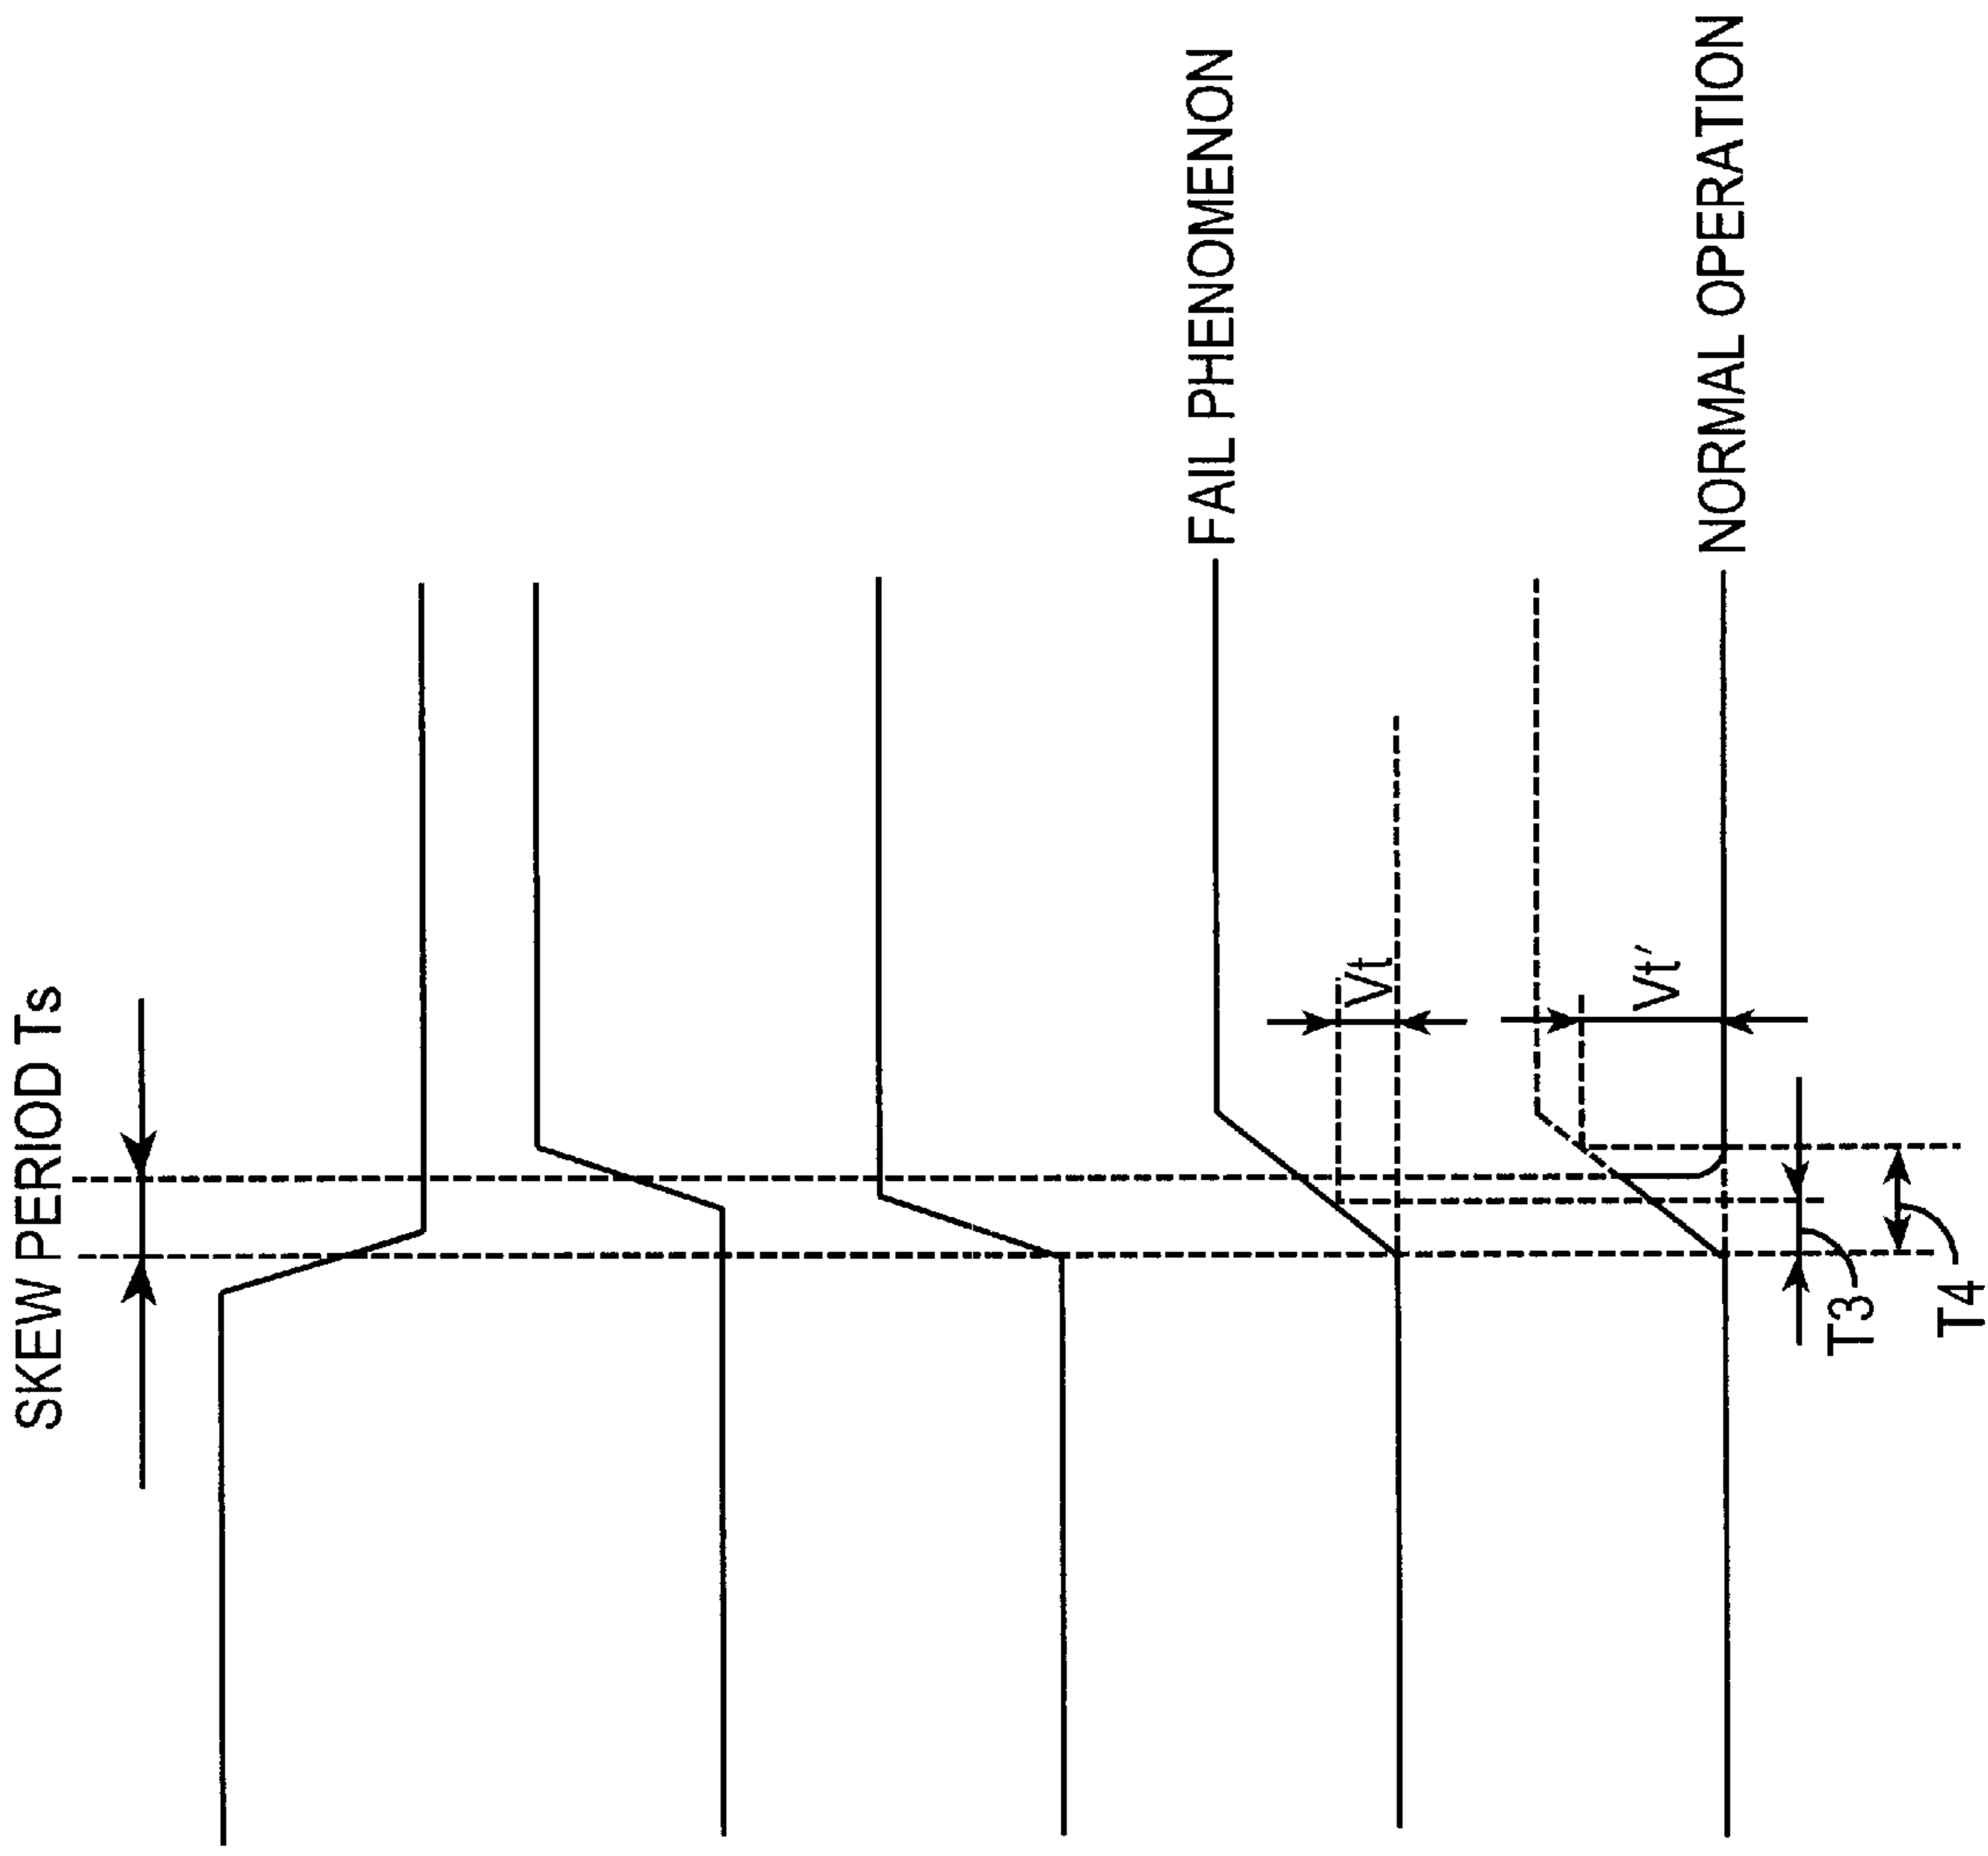 SKEW PERIOD Ts
FAIL PHENOMENON
Vt
Vt′
NORMAL OPERATION
T3
T4